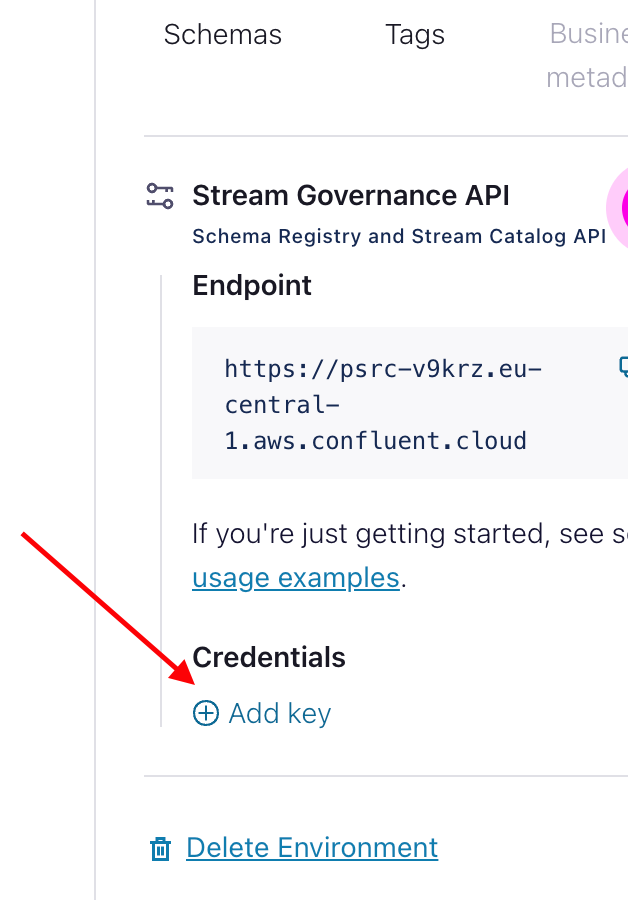 Schemas Tags Busine
metad
Stream Governance API
Schema Registry and Stream Catalog API
Endpoint
https://psrc-v9krz.eu-
central-
1.aws.confluent.cloud
If you're just getting started, see s
usage examples.
Credentials
Add key
Delete Environment